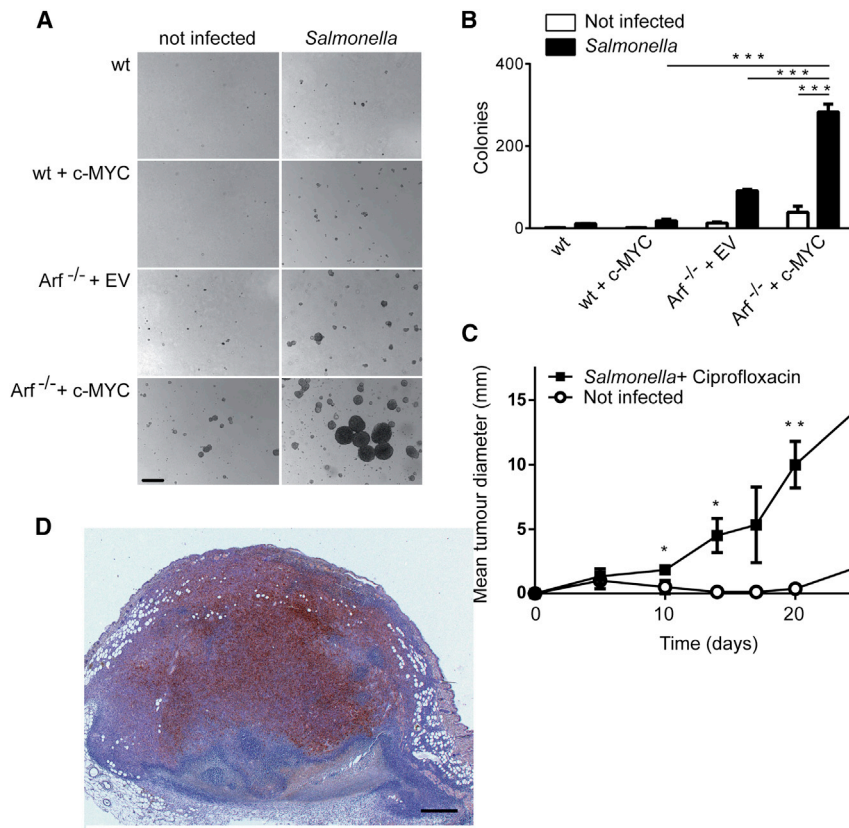 A
not infected
Salmonella
wt
wt + c-MYC
Arf -/- + EV
Arf -/- + c-MYC
B
Not infected
Salmonella
* * *
* * *
* * *
400
200
0
Colonies
wt
wt + c-MYC
Arf -/- + EV
Arf -/- + c-MYC
C
Salmonella+ Ciprofloxacin
Not infected
* *
*
*
15
10
5
0
Mean tumour diameter (mm)
0
10
20
Time (days)
D